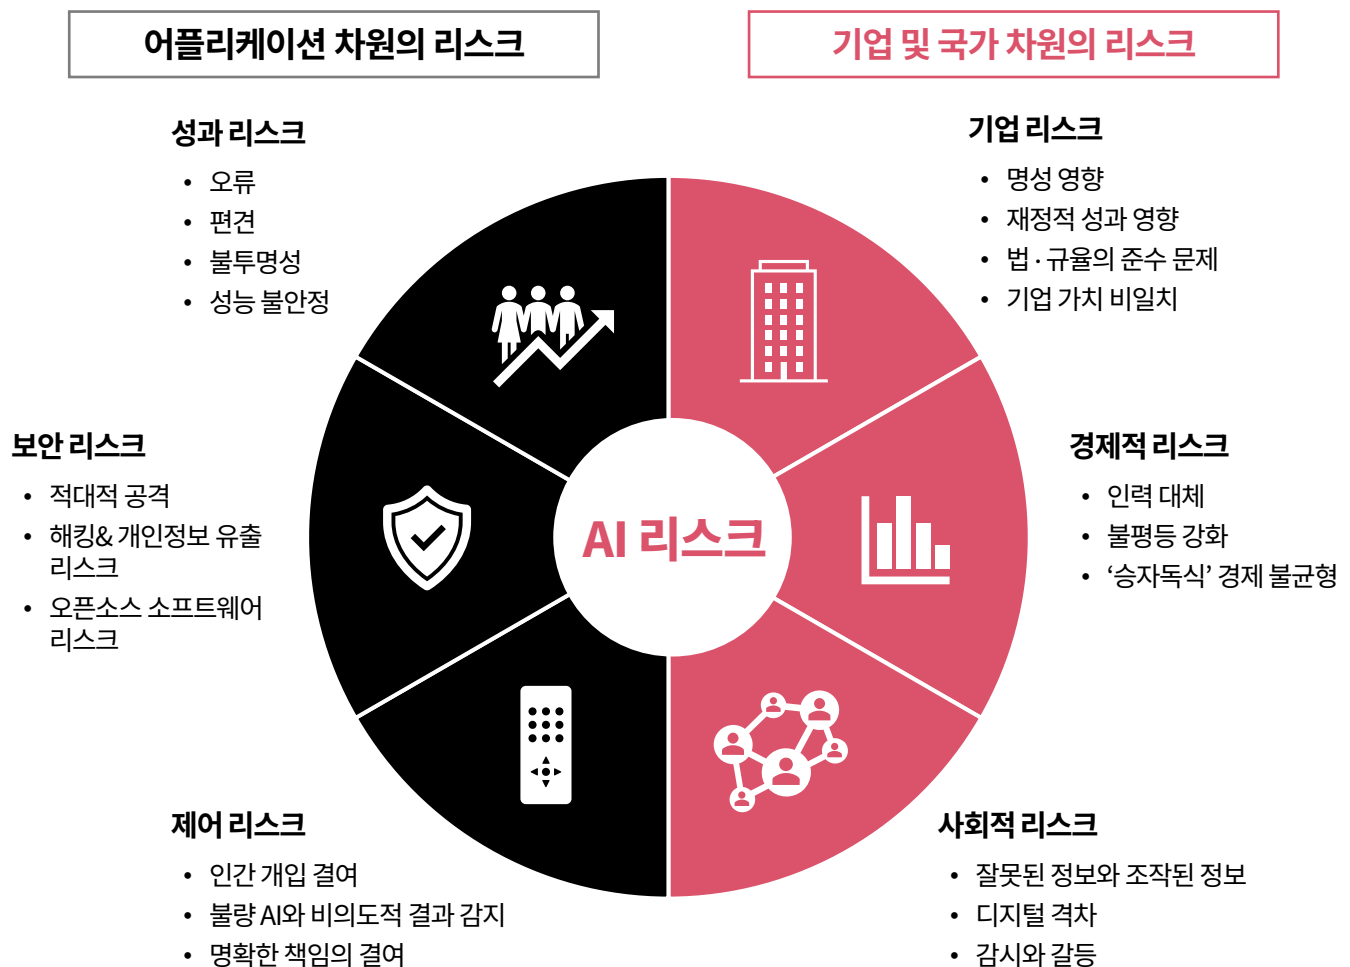 어플리케이션 차원의 리스크
기업 및 국가 차원의 리스크
성과 리스크
• 오류
• 편견
• 불투명성
• 성능 불안정
기업 리스크
• 명성 영향
• 재정적 성과 영향
• 법 · 규율의 준수 문제
• 기업 가치 비일치
보안 리스크
• 적대적 공격
• 해킹& 개인정보 유출
리스크
• 오픈소스 소프트웨어
리스크
AI 리스크
경제적 리스크
• 인력 대체
• 불평등 강화
• ‘승자독식’ 경제 불균형
제어 리스크
• 인간 개입 결여
• 불량 AI와 비의도적 결과 감지
• 명확한 책임의 결여
사회적 리스크
• 잘못된 정보와 조작된 정보
• 디지털 격차
• 감시와 갈등